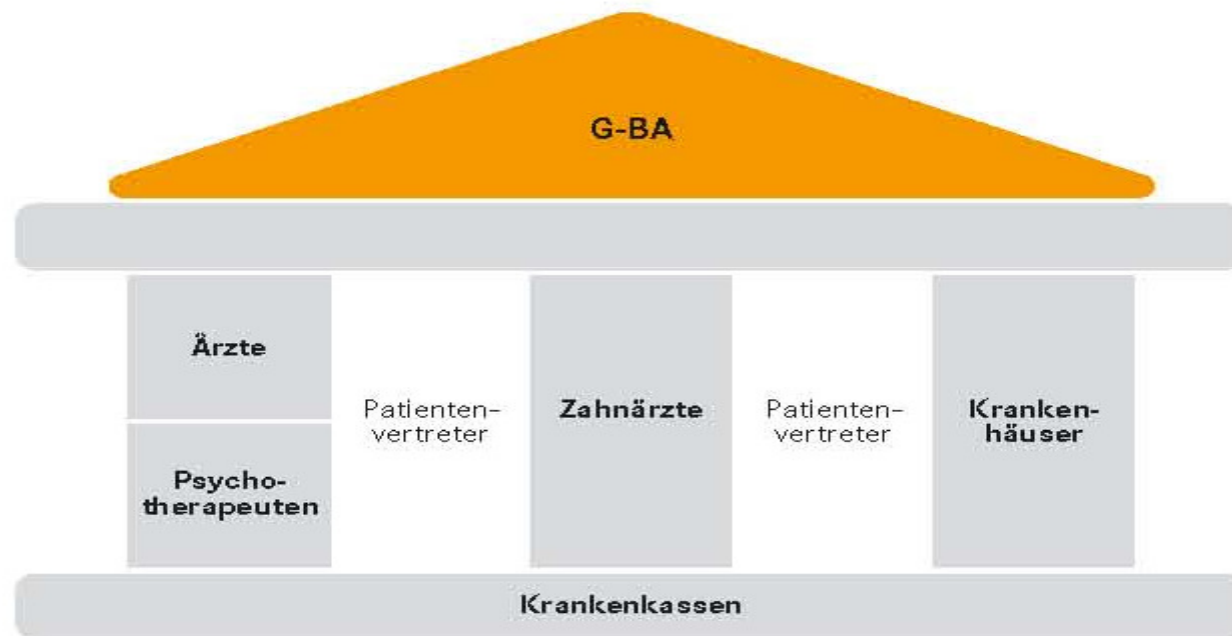 G-BA
Ärzte
Psycho-
therapeuten
Patienten-
vertreter
Zahnärzte
Patienten-
vertreter
Kranken-
häuser
Krankenkassen